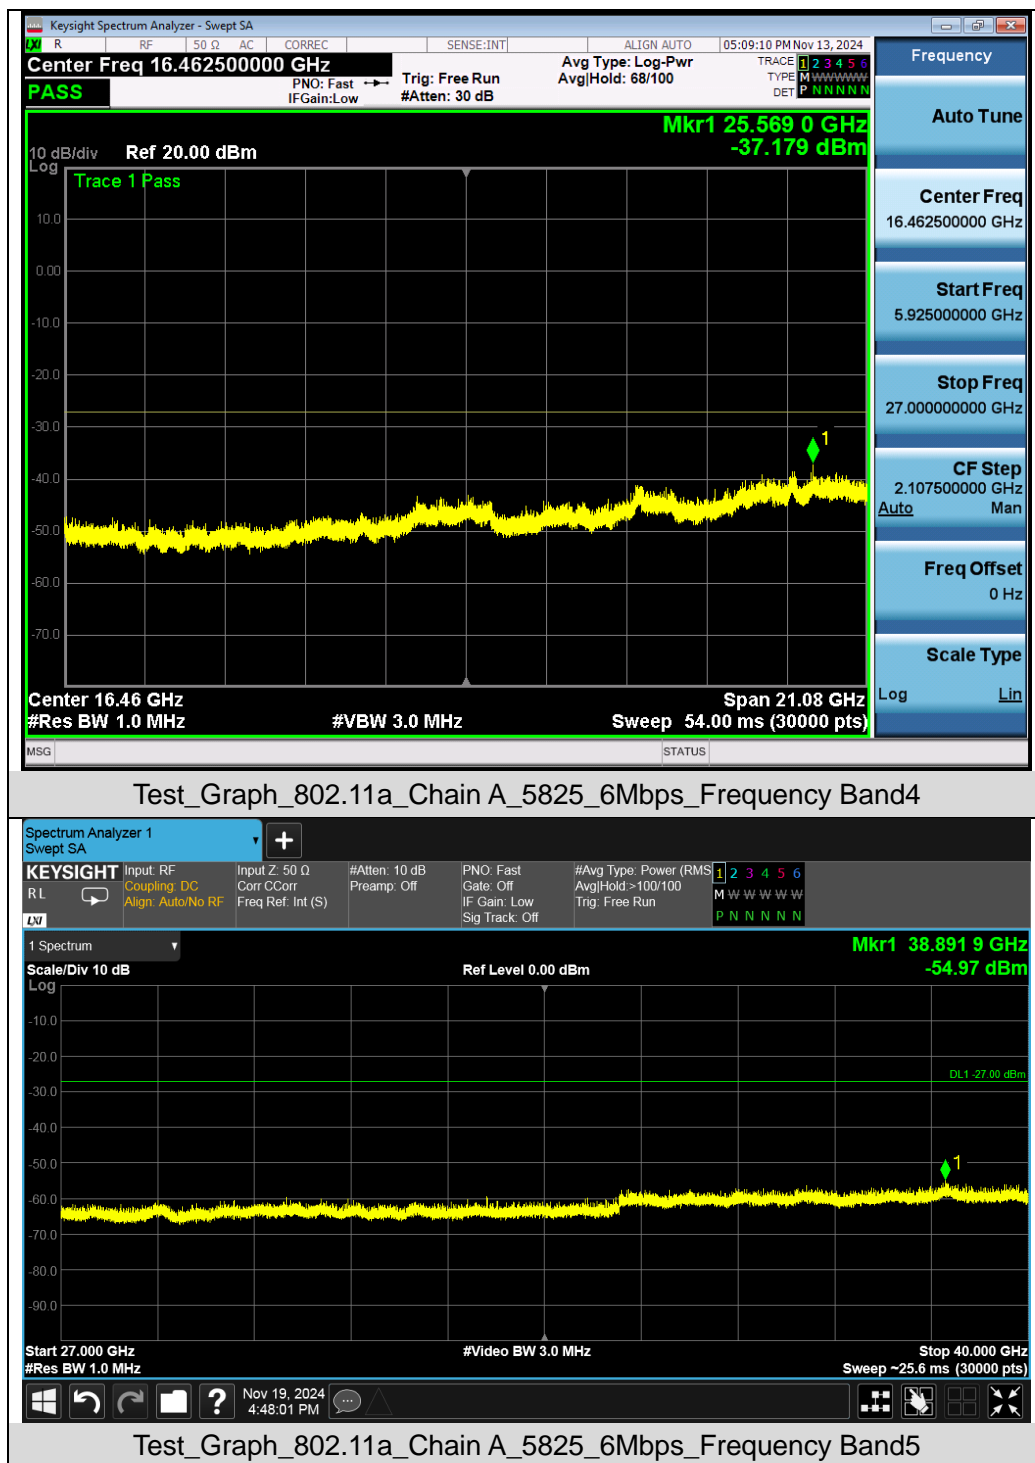 Keysight Spectrum Analyzer - Swept SA
LXI R RF 50 Ω AC CORREC SENSE:INT ALIGN AUTO 05:09:10 PM Nov 13, 2024
Center Freq 16.462500000 GHz
PASS
PNO: Fast
IFGain:Low
Trig: Free Run
#Atten: 30 dB
Avg Type: Log-Pwr
Avg|Hold: 68/100
TRACE 1 2 3 4 5 6
TYPE M W W W W W
DET P N N N N N
Mkr1 25.569 0 GHz
-37.179 dBm
10 dB/div Ref 20.00 dBm
Log
Trace 1 Pass
10.0
0.00
-10.0
-20.0
-30.0
-40.0
-50.0
-60.0
-70.0
1
Center 16.46 GHz Span 21.08 GHz
#Res BW 1.0 MHz #VBW 3.0 MHz Sweep 54.00 ms (30000 pts)
MSG STATUS
Frequency
Auto Tune
Center Freq
16.462500000 GHz
Start Freq
5.925000000 GHz
Stop Freq
27.000000000 GHz
CF Step
2.107500000 GHz
Auto Man
Freq Offset
0 Hz
Scale Type
Log Lin
Test_Graph_802.11a_Chain A_5825_6Mbps_Frequency Band4
Spectrum Analyzer 1
Swept SA
+
KEYSIGHT
RL
LXI
Input: RF
Coupling: DC
Align: Auto/No RF
Input Z: 50 Ω
Corr CCorr
Freq Ref: Int (S)
#Atten: 10 dB
Preamp: Off
PNO: Fast
Gate: Off
IF Gain: Low
Sig Track: Off
#Avg Type: Power (RMS
Avg|Hold:>100/100
Trig: Free Run
1 2 3 4 5 6
M W W W W W
P N N N N N
1 Spectrum
Mkr1 38.891 9 GHz
Scale/Div 10 dB Ref Level 0.00 dBm -54.97 dBm
Log
-10.0
-20.0
DL1 -27.00 dBm
-30.0
-40.0
-50.0
1
-60.0
-70.0
-80.0
-90.0
Start 27.000 GHz #Video BW 3.0 MHz Stop 40.000 GHz
#Res BW 1.0 MHz Sweep ~25.6 ms (30000 pts)
?
Nov 19, 2024
4:48:01 PM
Test_Graph_802.11a_Chain A_5825_6Mbps_Frequency Band5